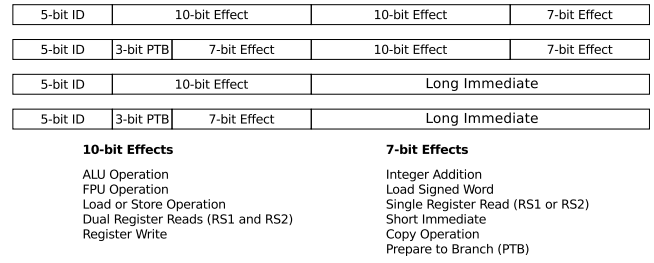 5-bit ID 10-bit Effect 10-bit Effect 7-bit Effect
5-bit ID 3-bit PTB 7-bit Effect 10-bit Effect 7-bit Effect
5-bit ID 10-bit Effect Long Immediate
5-bit ID 3-bit PTB 7-bit Effect Long Immediate
10-bit Effects
ALU Operation
FPU Operation
Load or Store Operation
Dual Register Reads (RS1 and RS2)
Register Write
7-bit Effects
Integer Addition
Load Signed Word
Single Register Read (RS1 or RS2)
Short Immediate
Copy Operation
Prepare to Branch (PTB)